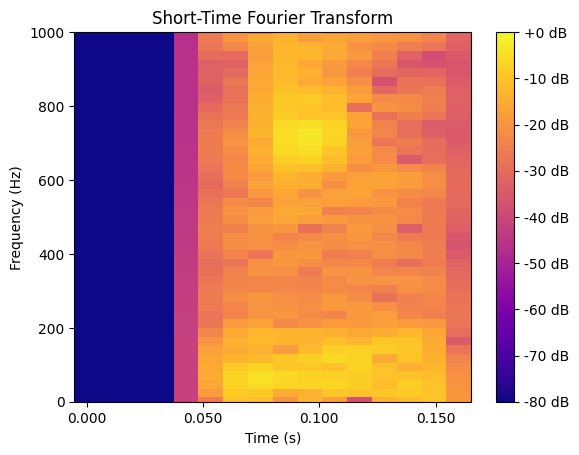 Short-Time Fourier Transform
1000
800
600
400
200
0
Frequency (Hz)
0.000
0.050
0.100
0.150
Time (s)
+0 dB
-10 dB
-20 dB
-30 dB
-40 dB
-50 dB
-60 dB
-70 dB
-80 dB